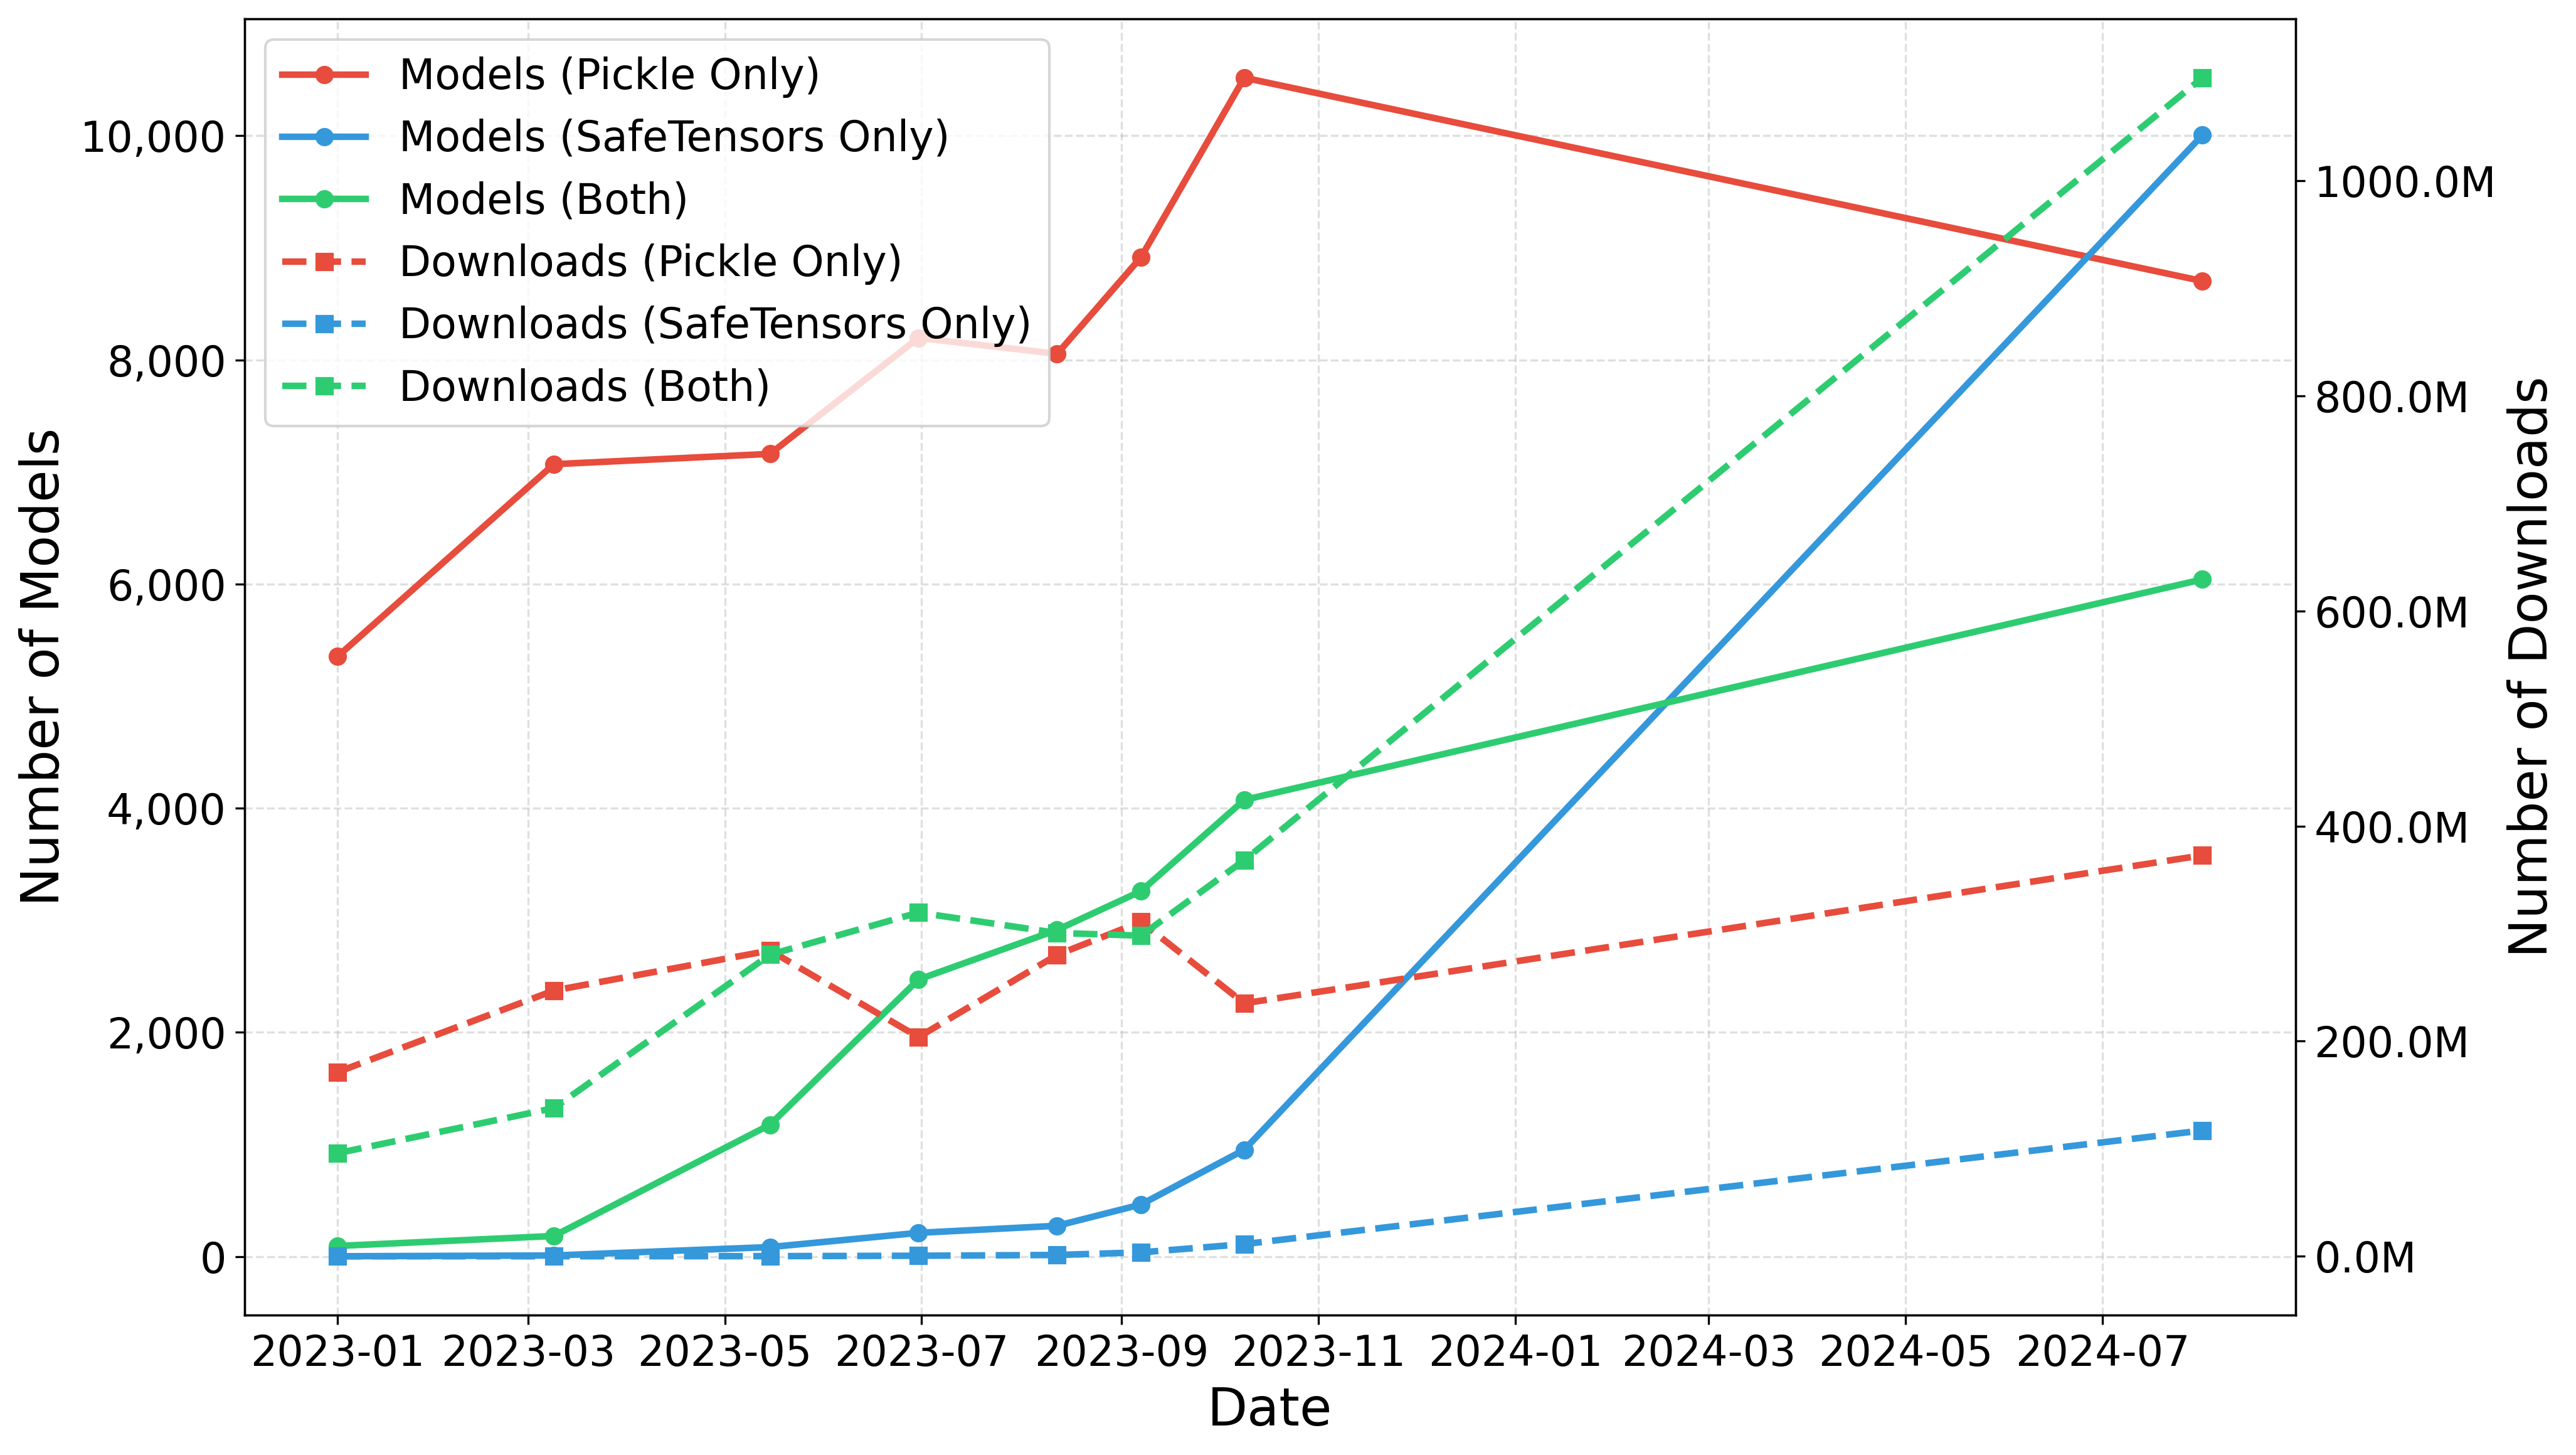 Models (Pickle Only)
Models (SafeTensors Only)
Models (Both)
Downloads (Pickle Only)
Downloads (SafeTensors Only)
Downloads (Both)
Number of Models
10,000
8,000
6,000
4,000
2,000
0
1000.0M
800.0M
600.0M
400.0M
200.0M
0.0M
Number of Downloads
2023-01 2023-03 2023-05 2023-07 2023-09 2023-11 2024-01 2024-03 2024-05 2024-07
Date